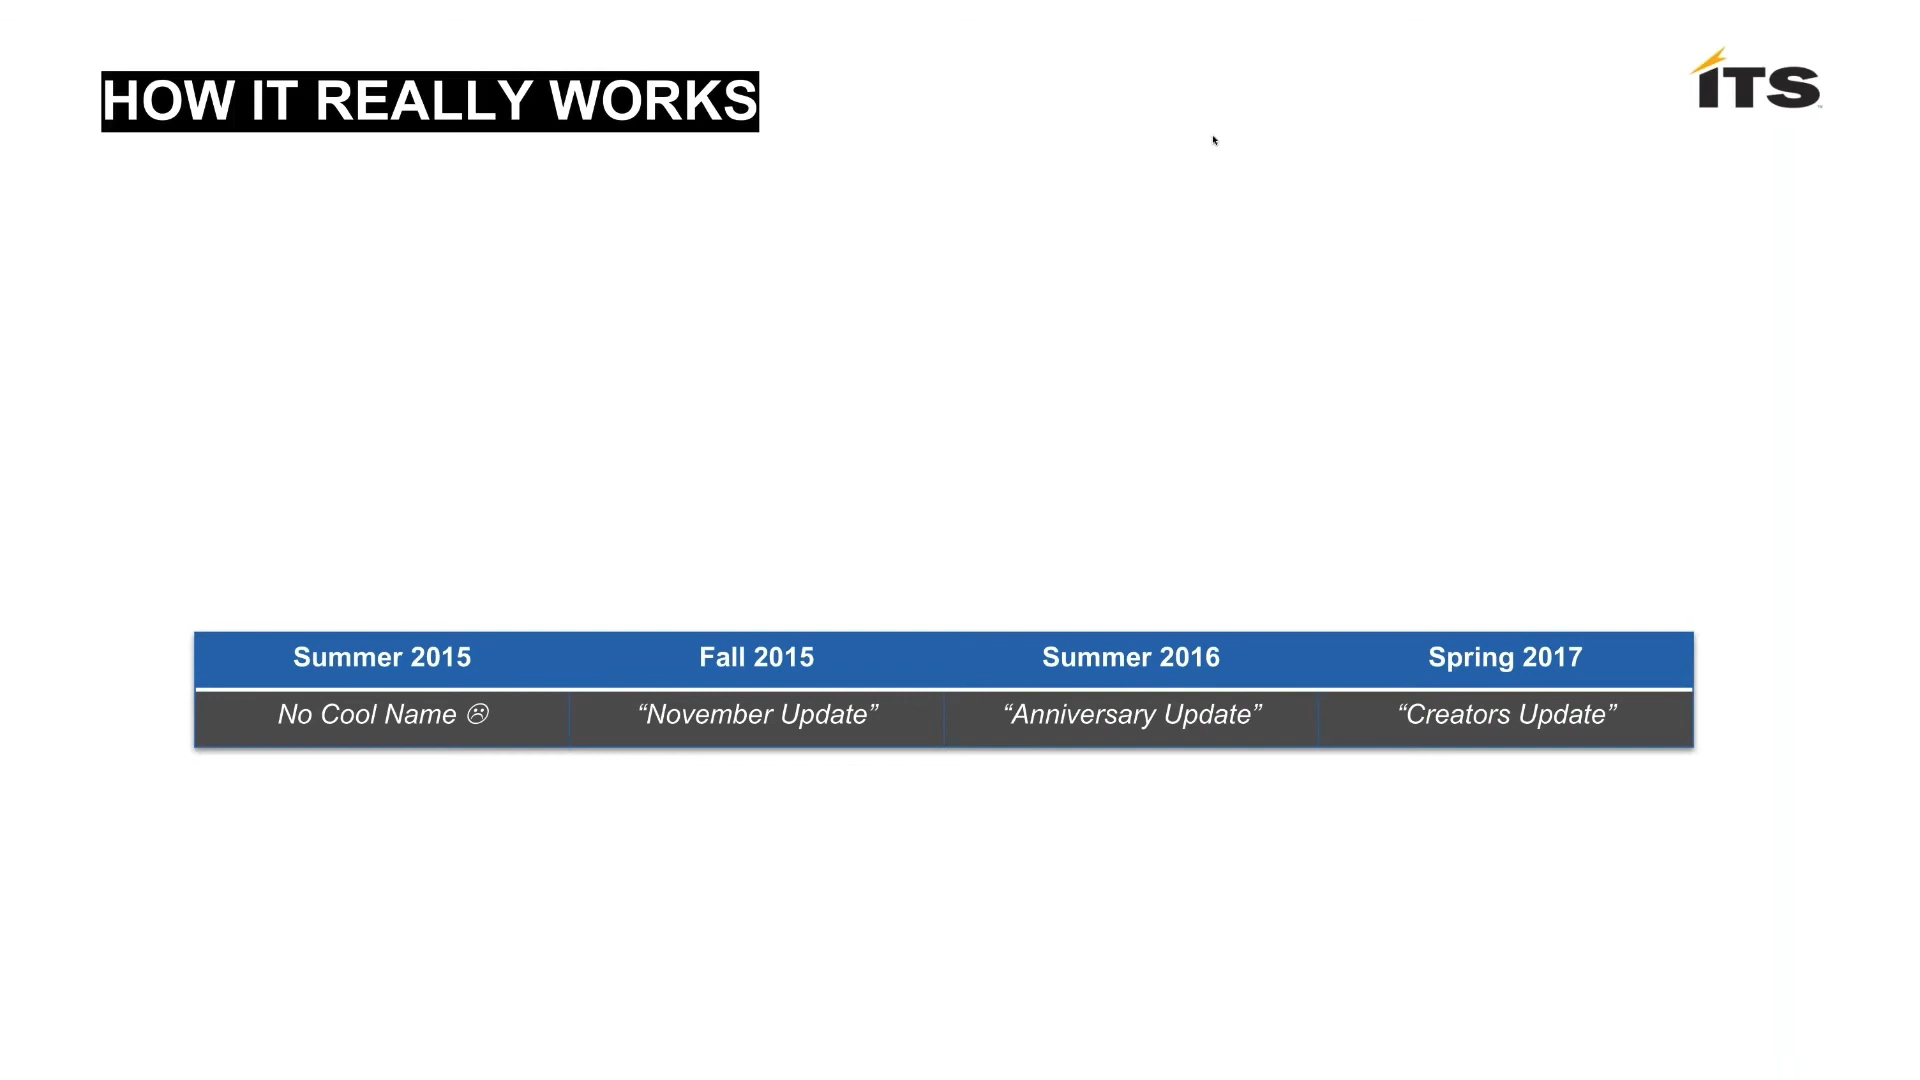 HOW IT REALLY WORKS
iTS
Summer 2015 Fall 2015 Summer 2016 Spring 2017
No Cool Name ☹ “November Update” “Anniversary Update” “Creators Update”